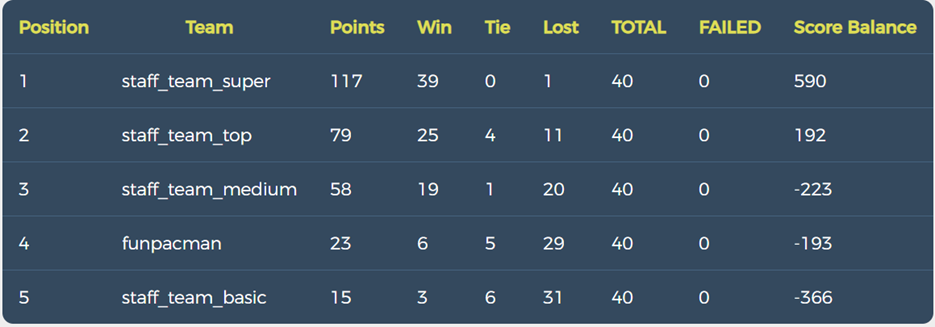 Position Team Points Win Tie Lost TOTAL FAILED Score Balance
1 staff_team_super 117 39 0 1 40 0 590
2 staff_team_top 79 25 4 11 40 0 192
3 staff_team_medium 58 19 1 20 40 0 -223
4 funpacman 23 6 5 29 40 0 -193
5 staff_team_basic 15 3 6 31 40 0 -366